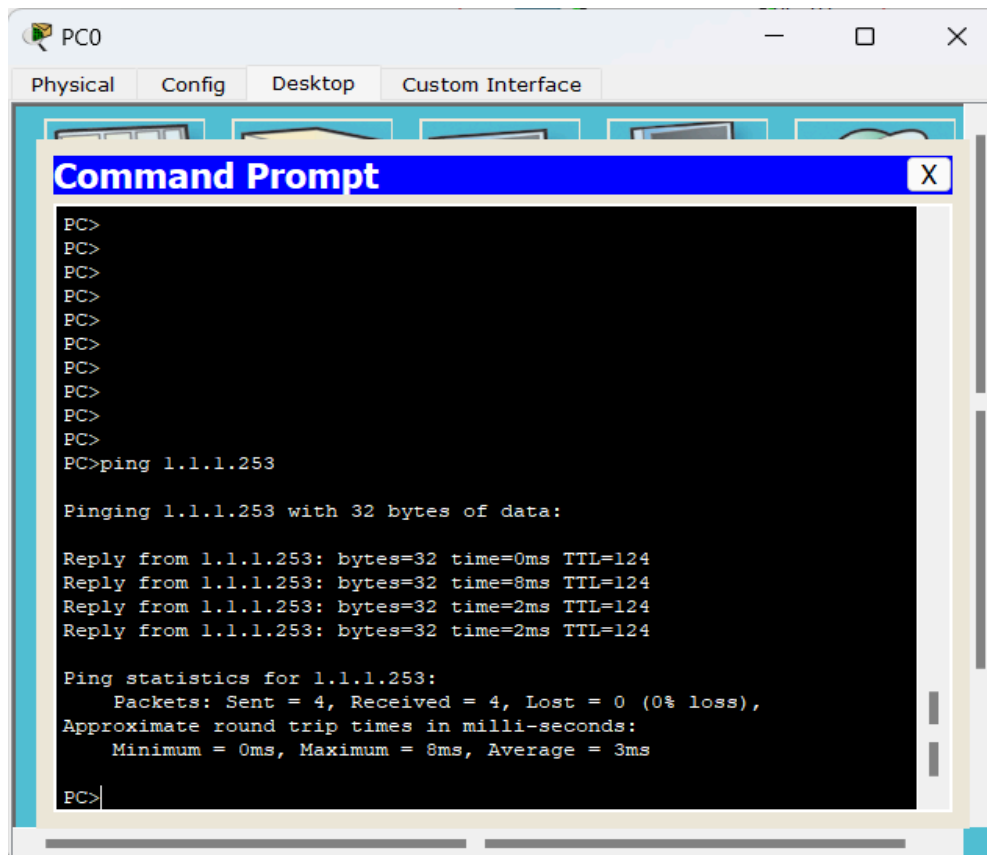 PC0
Physical Config Desktop Custom Interface
Command Prompt X
PC>
PC>
PC>
PC>
PC>
PC>
PC>
PC>
PC>
PC>
PC>ping 1.1.1.253
Pinging 1.1.1.253 with 32 bytes of data:
Reply from 1.1.1.253: bytes=32 time=0ms TTL=124
Reply from 1.1.1.253: bytes=32 time=8ms TTL=124
Reply from 1.1.1.253: bytes=32 time=2ms TTL=124
Reply from 1.1.1.253: bytes=32 time=2ms TTL=124
Ping statistics for 1.1.1.253:
Packets: Sent = 4, Received = 4, Lost = 0 (0% loss),
Approximate round trip times in milli-seconds:
Minimum = 0ms, Maximum = 8ms, Average = 3ms
PC>